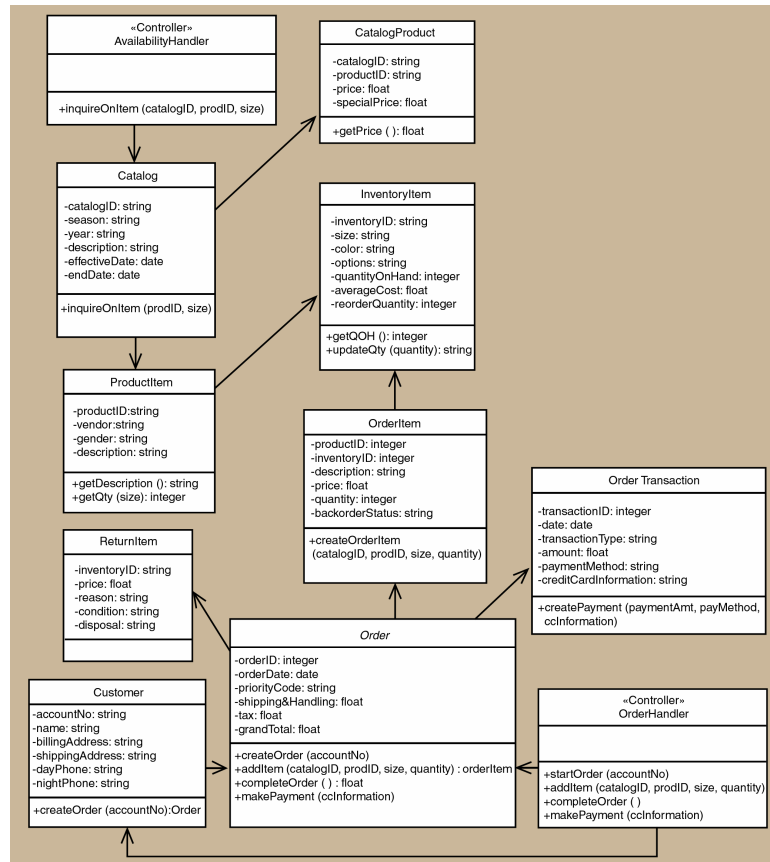 «Controller»
AvailabilityHandler
+inquireOnItem (catalogID, prodID, size)
CatalogProduct
-catalogID: string
-productID: string
-price: float
-specialPrice: float
+getPrice ( ): float
Catalog
-catalogID: string
-season: string
-year: string
-description: string
-effectiveDate: date
-endDate: date
+inquireOnItem (prodID, size)
InventoryItem
-inventoryID: string
-size: string
-color: string
-options: string
-quantityOnHand: integer
-averageCost: float
-reorderQuantity: integer
+getQOH (): integer
+updateQty (quantity): string
ProductItem
-productID:string
-vendor:string
-gender: string
-description: string
+getDescription (): string
+getQty (size): integer
OrderItem
-productID: integer
-inventoryID: integer
-description: string
-price: float
-quantity: integer
-backorderStatus: string
+createOrderItem
(catalogID, prodID, size, quantity)
Order Transaction
-transactionID: integer
-date: date
-transactionType: string
-amount: float
-paymentMethod: string
-creditCardInformation: string
+createPayment (paymentAmt, payMethod,
ccInformation)
ReturnItem
-inventoryID: string
-price: float
-reason: string
-condition: string
-disposal: string
Order
-orderID: integer
-orderDate: date
-priorityCode: string
-shipping&Handling: float
-tax: float
-grandTotal: float
+createOrder (accountNo)
+addItem (catalogID, prodID, size, quantity) : orderItem
+completeOrder ( ) : float
+makePayment (ccInformation)
Customer
-accountNo: string
-name: string
-billingAddress: string
-shippingAddress: string
-dayPhone: string
-nightPhone: string
+createOrder (accountNo):Order
«Controller»
OrderHandler
+startOrder (accountNo)
+addItem (catalogID, prodID, size, quantity)
+completeOrder ( )
+makePayment (ccInformation)